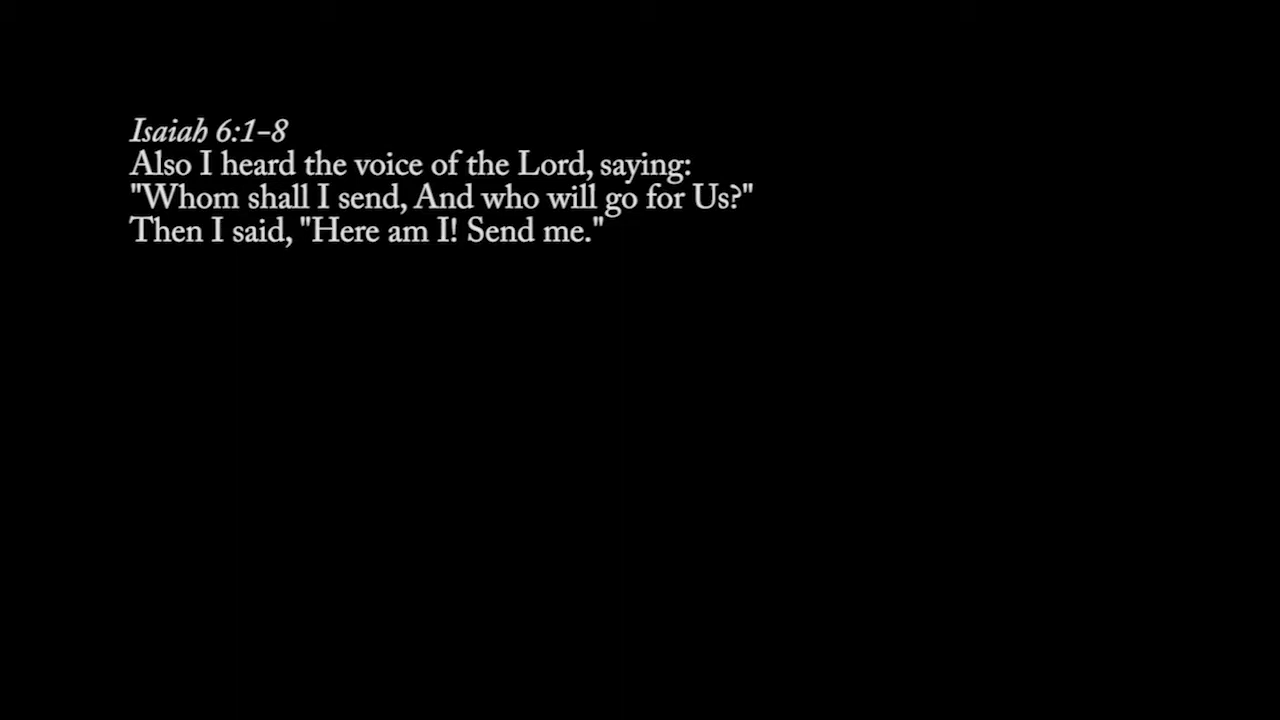 Isaiah 6:1-8
Also I heard the voice of the Lord, saying:
"Whom shall I send, And who will go for Us?"
Then I said, "Here am I! Send me."